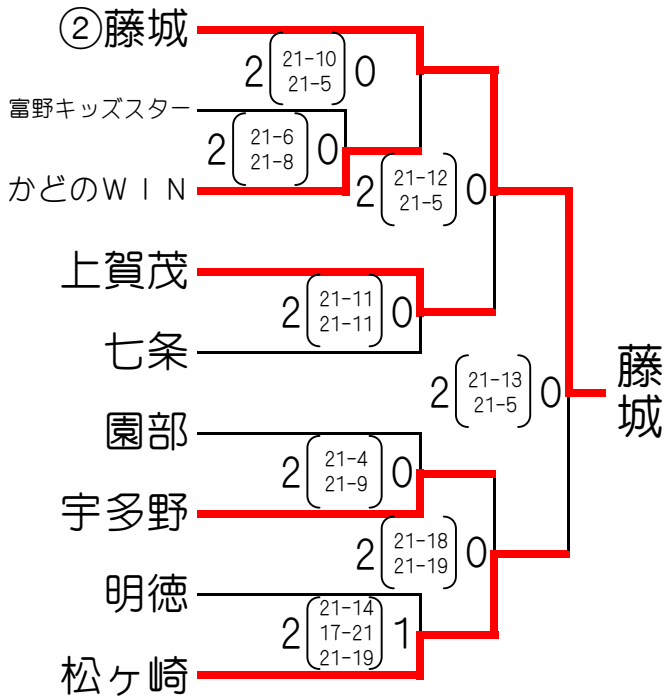 ②藤城
2 21-10 0
21-5
富野キッズスター
2 21-6 0
21-8
かどのWIN
2 21-12 0
21-5
上賀茂
2 21-11 0
21-11
七条
2 21-13 0
21-5
藤城
園部
2 21-4 0
21-9
宇多野
2 21-18 0
21-19
明徳
21-14
2 17-21 1
21-19
松ヶ崎